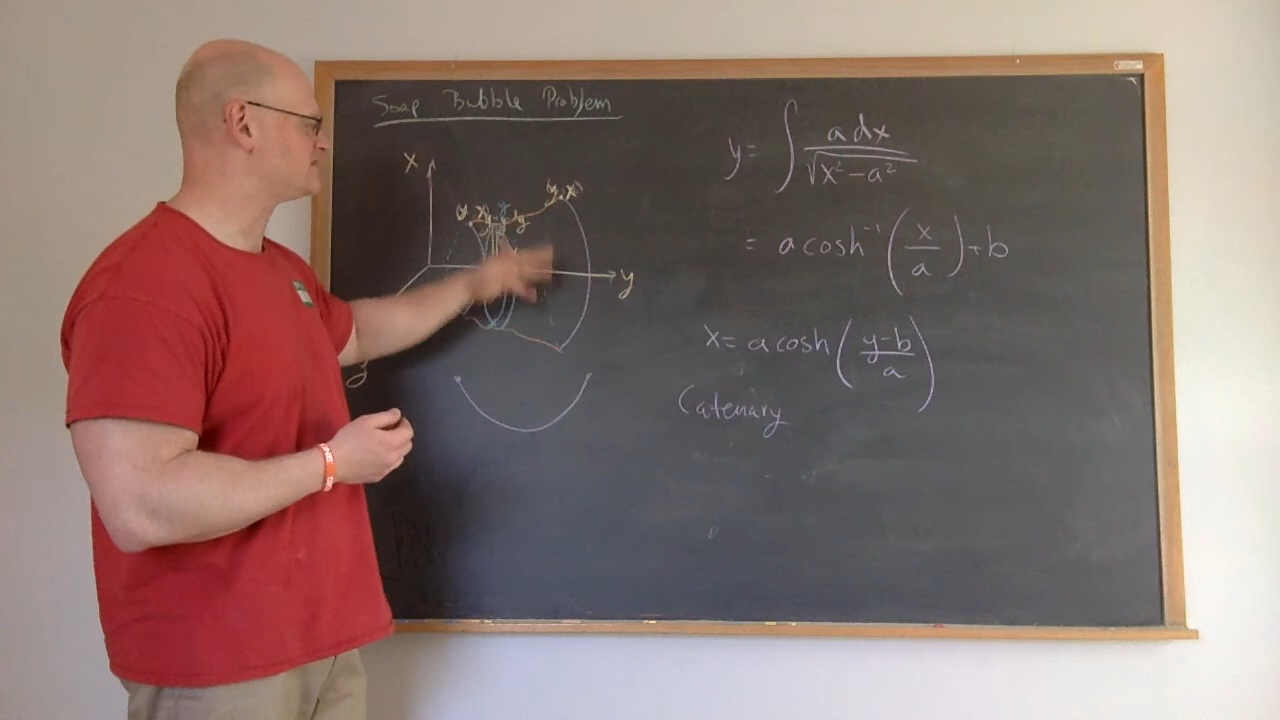 Soap Bubble Problem
x
y
z
y = ∫ a dx / √(x² − a²)
= a cosh⁻¹ (x / a) + b
x = a cosh ((y − b) / a)
Catenary